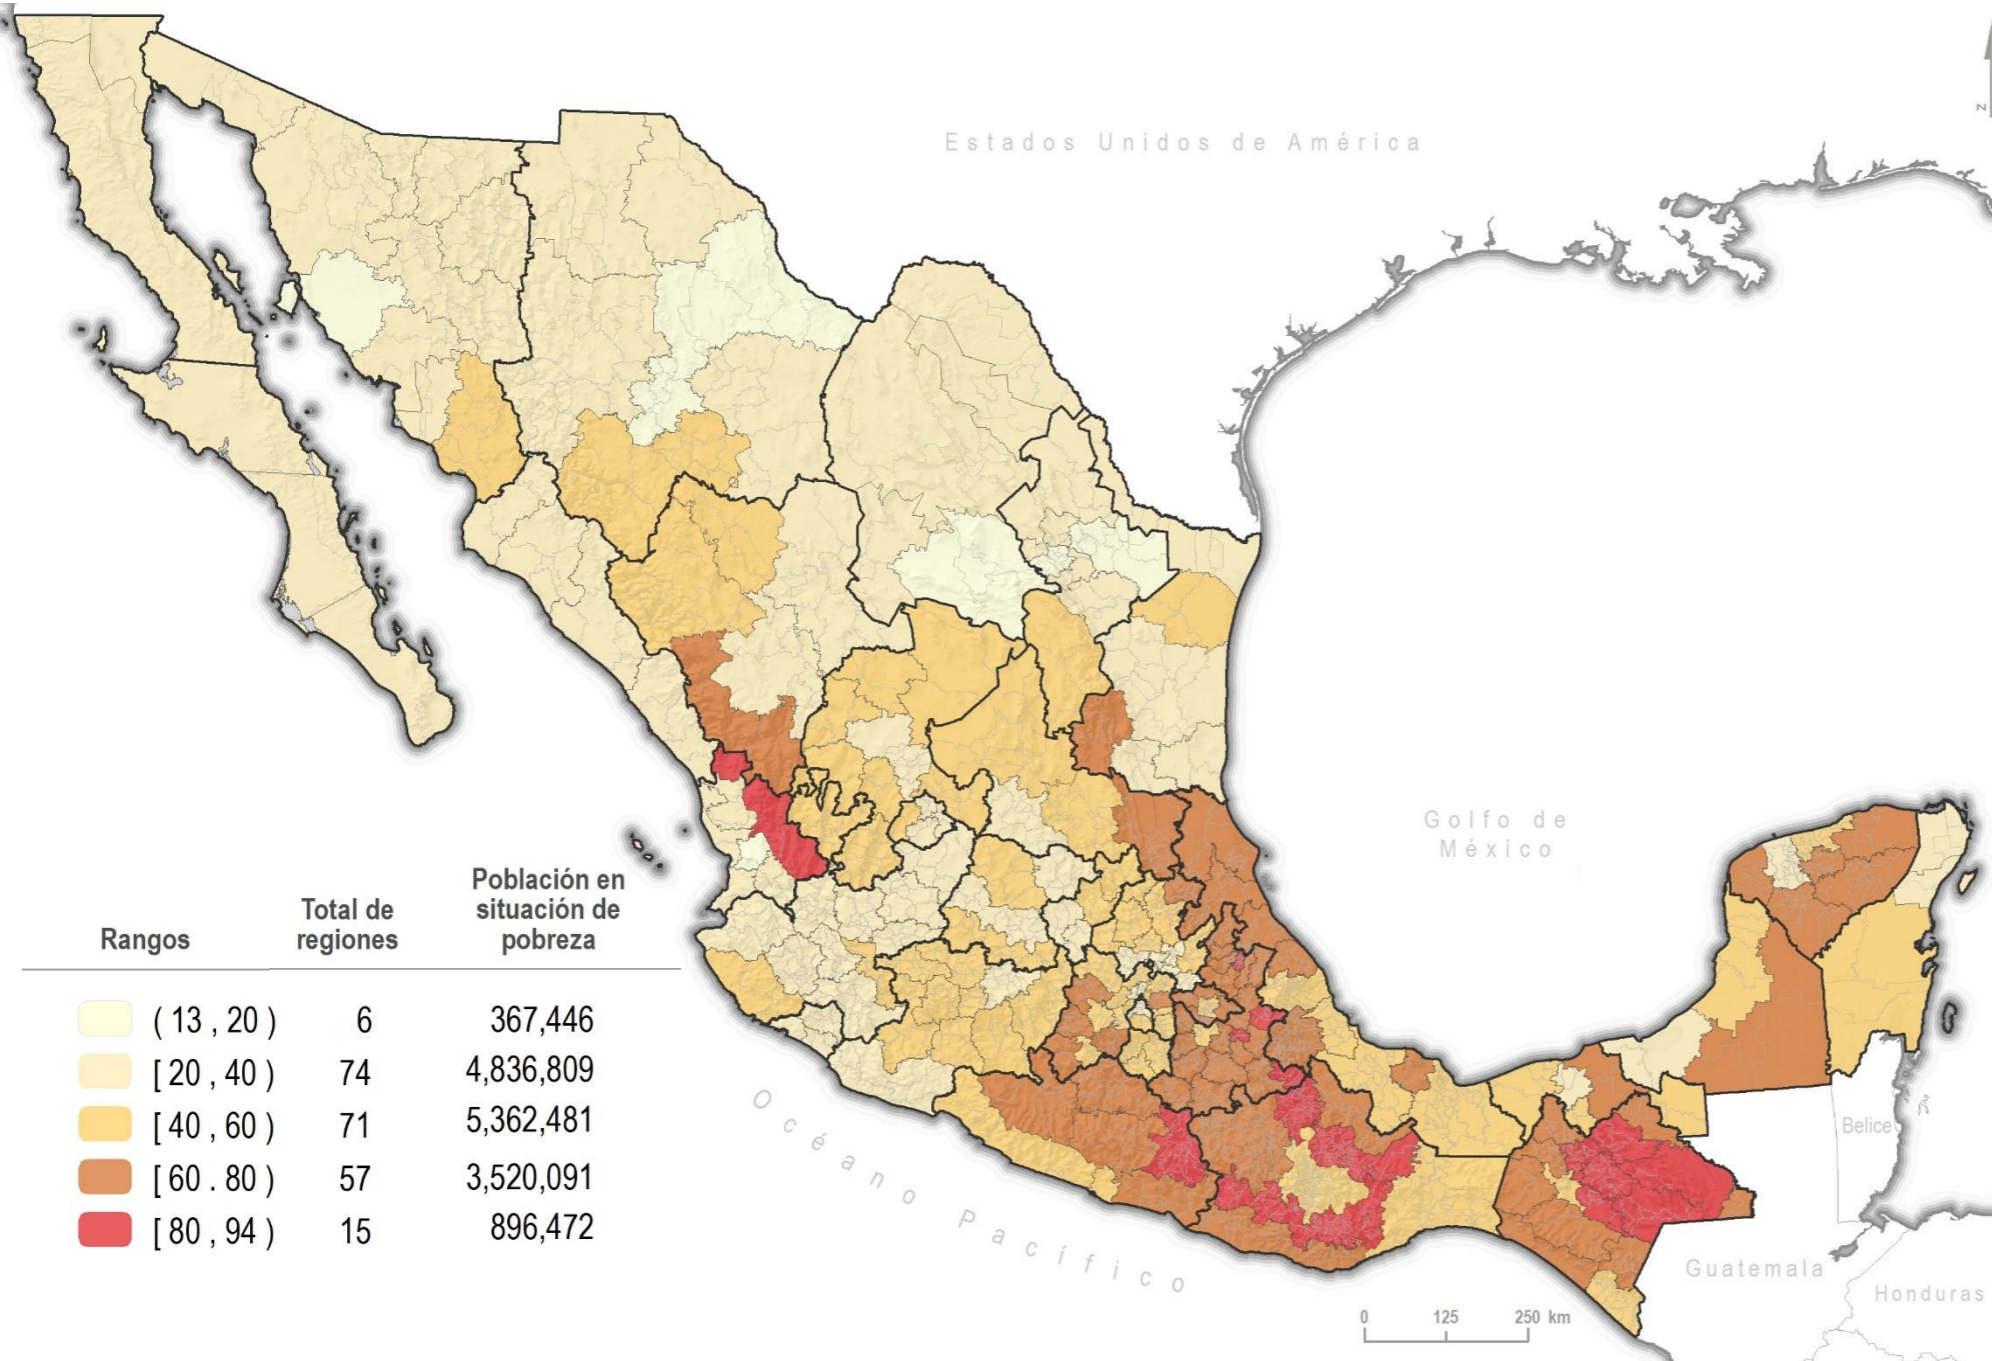 N
Estados Unidos de América
Golfo de
México
Rangos
Total de
regiones
Población en
situación de
pobreza
( 13 , 20 ) 6 367,446
[ 20 , 40 ) 74 4,836,809
[ 40 , 60 ) 71 5,362,481
[ 60 . 80 ) 57 3,520,091
[ 80 , 94 ) 15 896,472
Océano Pacífico
Belice
Guatemala
Honduras
0 125 250 km